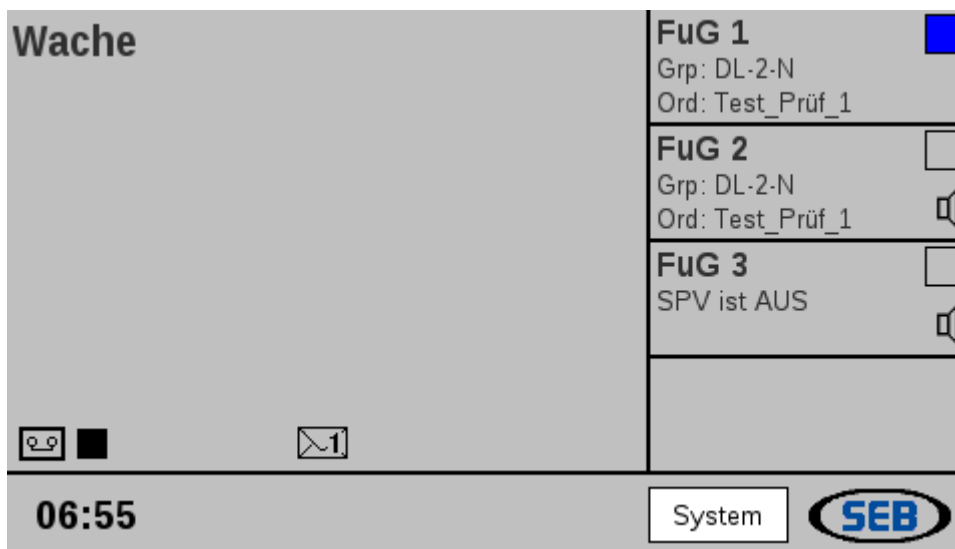 Wache
FuG 1
Grp: DL-2-N
Ord: Test_Prüf_1
FuG 2
Grp: DL-2-N
Ord: Test_Prüf_1
FuG 3
SPV ist AUS
1
06:55
System
SEB